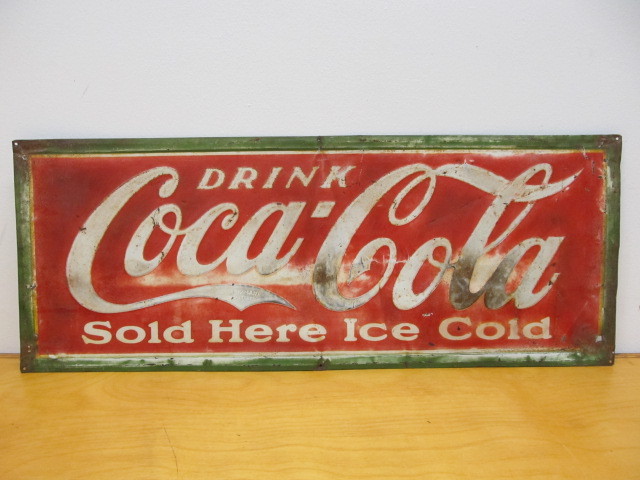 DRINK
Coca-Cola
Sold Here Ice Cold